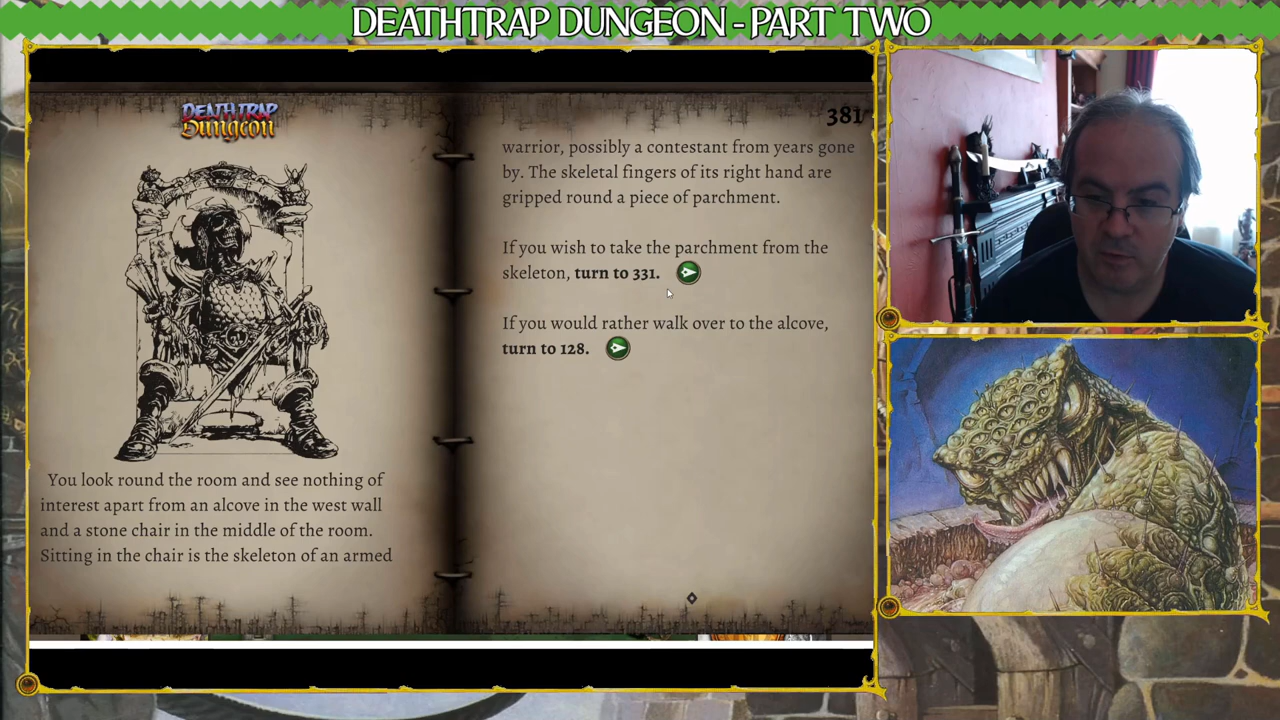 DEATHTRAP DUNGEON - PART TWO
DEATHTRAP
Dungeon
You look round the room and see nothing of
interest apart from an alcove in the west wall
and a stone chair in the middle of the room.
Sitting in the chair is the skeleton of an armed
381
warrior, possibly a contestant from years gone
by. The skeletal fingers of its right hand are
gripped round a piece of parchment.
If you wish to take the parchment from the
skeleton, turn to 331.
If you would rather walk over to the alcove,
turn to 128.